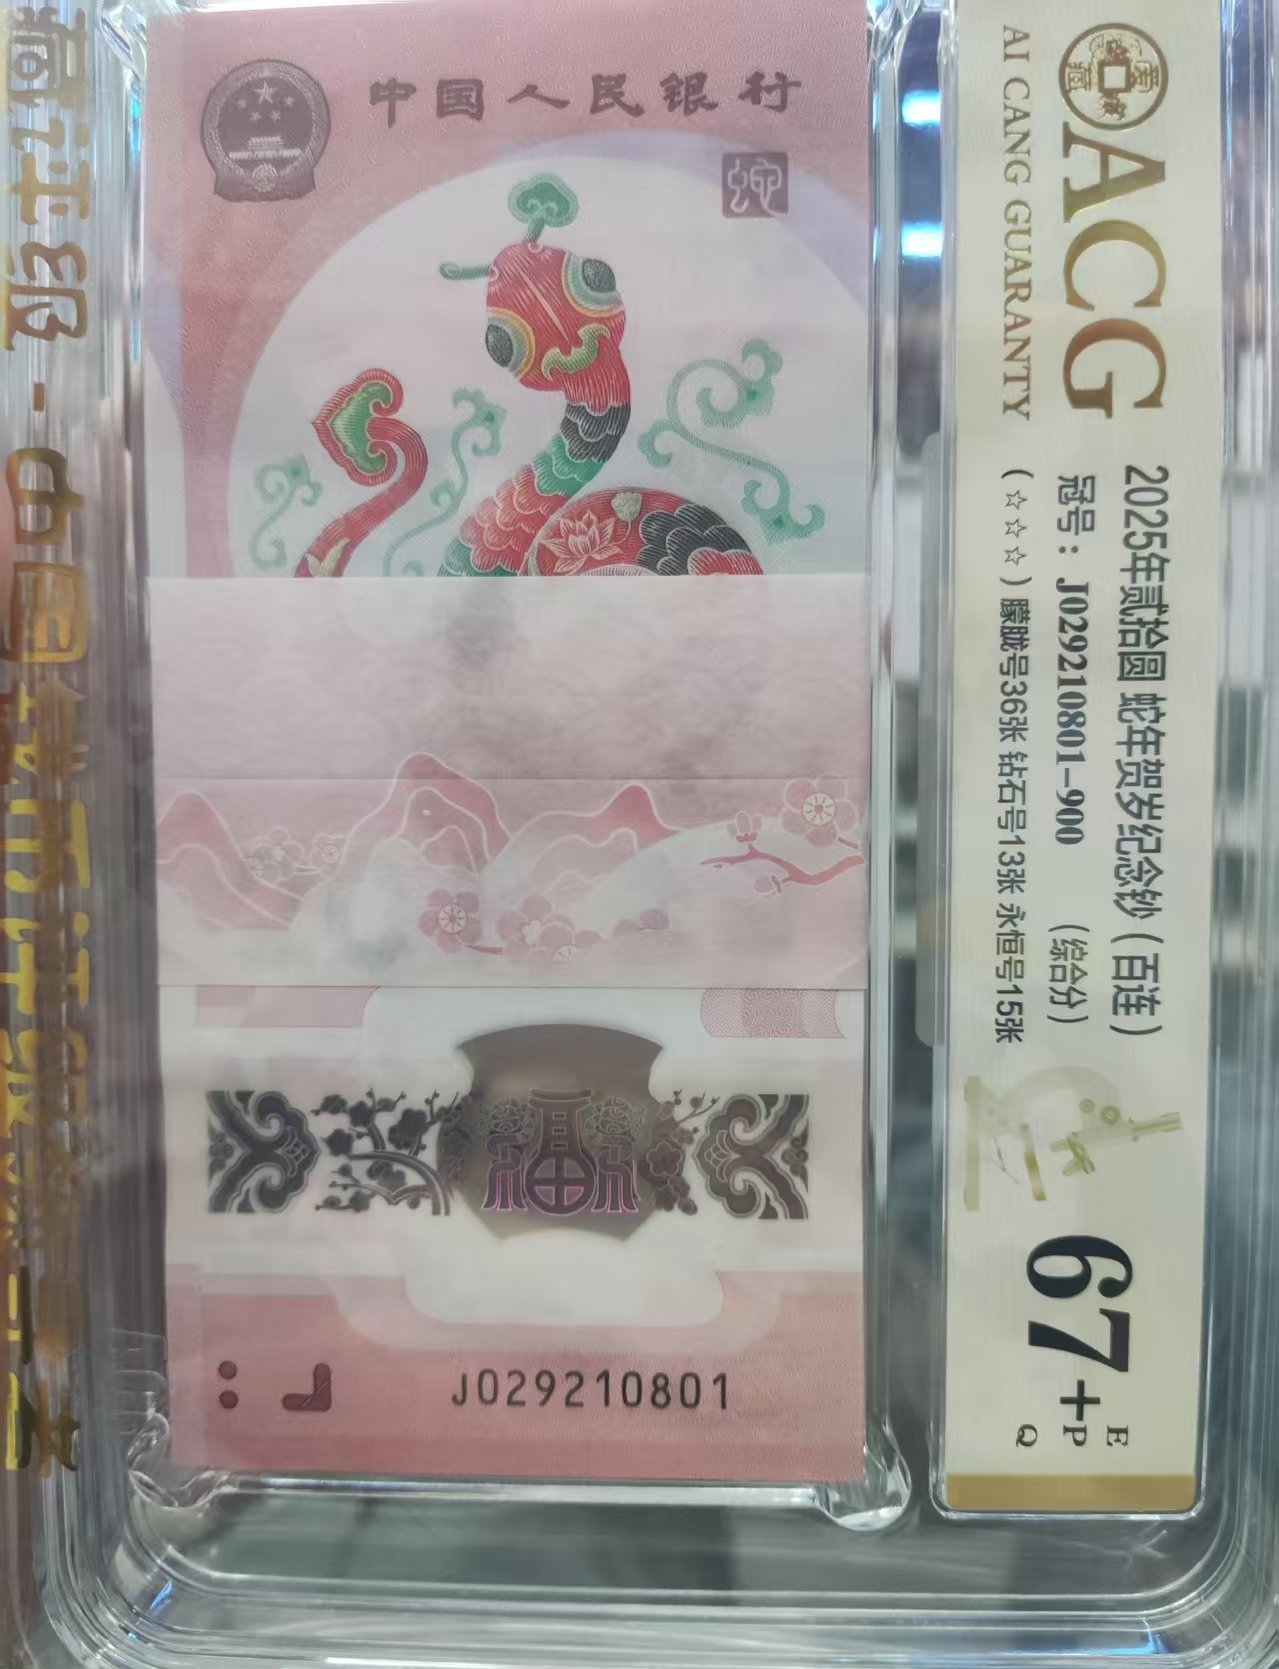 中国人民银行
蛇
福
J029210801
ACG
AI CANG GUARANTY
2025年贰拾圆 蛇年贺岁纪念钞（百连）
冠号：J029210801-900 （综合分）
（☆☆☆）朦胧号36张 钻石号13张 永恒号15张
67+
E
P
Q